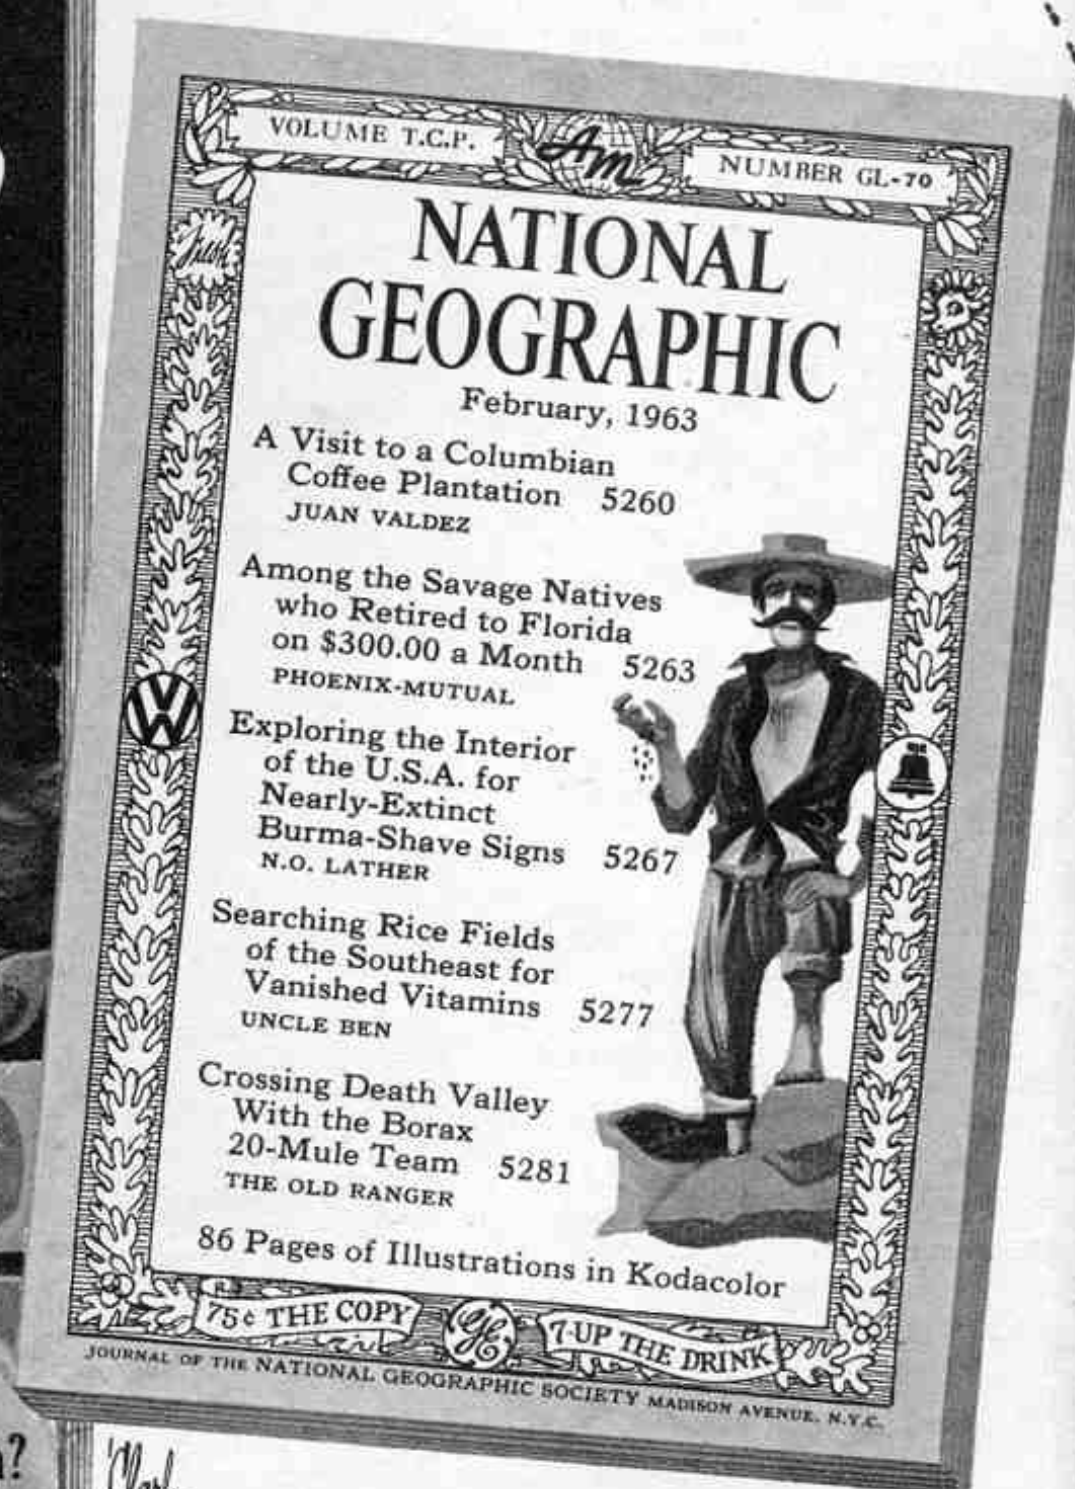 VOLUME T.C.P.
Am
NUMBER GL-70
NATIONAL
GEOGRAPHIC
February, 1963
A Visit to a Columbian
Coffee Plantation 5260
JUAN VALDEZ
Among the Savage Natives
who Retired to Florida
on $300.00 a Month 5263
PHOENIX-MUTUAL
VW
Exploring the Interior
of the U.S.A. for
Nearly-Extinct
Burma-Shave Signs 5267
N.O. LATHER
Searching Rice Fields
of the Southeast for
Vanished Vitamins 5277
UNCLE BEN
Crossing Death Valley
With the Borax
20-Mule Team 5281
THE OLD RANGER
86 Pages of Illustrations in Kodacolor
75¢ THE COPY
GE
7-UP THE DRINK
JOURNAL OF THE NATIONAL GEOGRAPHIC SOCIETY MADISON AVENUE, N.Y.C.